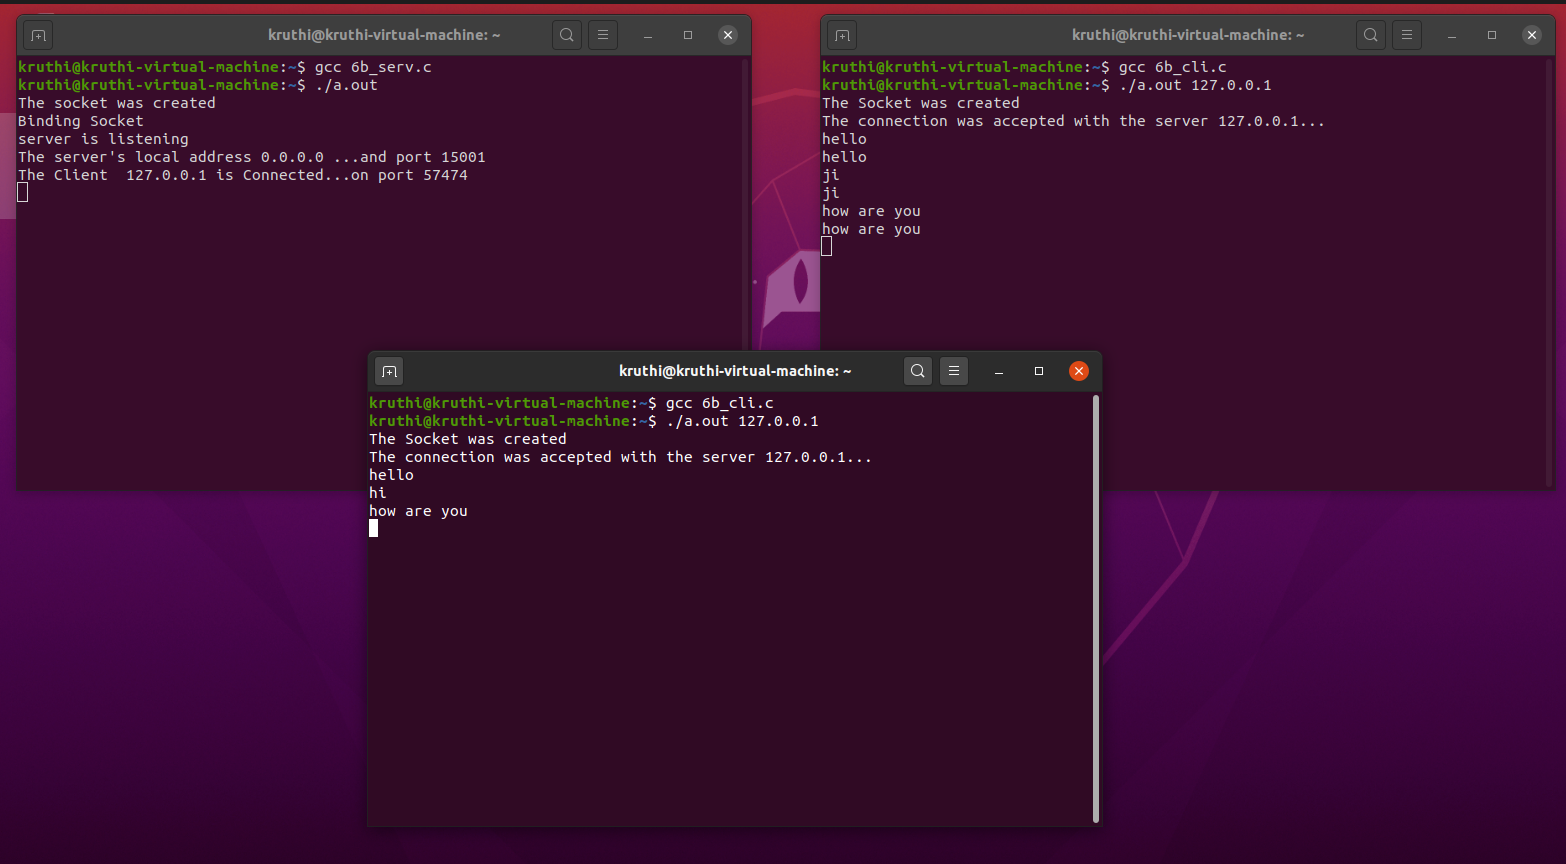 kruthi@kruthi-virtual-machine: ~
kruthi@kruthi-virtual-machine:~$ gcc 6b_serv.c
kruthi@kruthi-virtual-machine:~$ ./a.out
The socket was created
Binding Socket
server is listening
The server's local address 0.0.0.0 ...and port 15001
The Client  127.0.0.1 is Connected...on port 57474
kruthi@kruthi-virtual-machine: ~
kruthi@kruthi-virtual-machine:~$ gcc 6b_cli.c
kruthi@kruthi-virtual-machine:~$ ./a.out 127.0.0.1
The Socket was created
The connection was accepted with the server 127.0.0.1...
hello
hello
ji
ji
how are you
how are you
kruthi@kruthi-virtual-machine: ~
kruthi@kruthi-virtual-machine:~$ gcc 6b_cli.c
kruthi@kruthi-virtual-machine:~$ ./a.out 127.0.0.1
The Socket was created
The connection was accepted with the server 127.0.0.1...
hello
hi
how are you